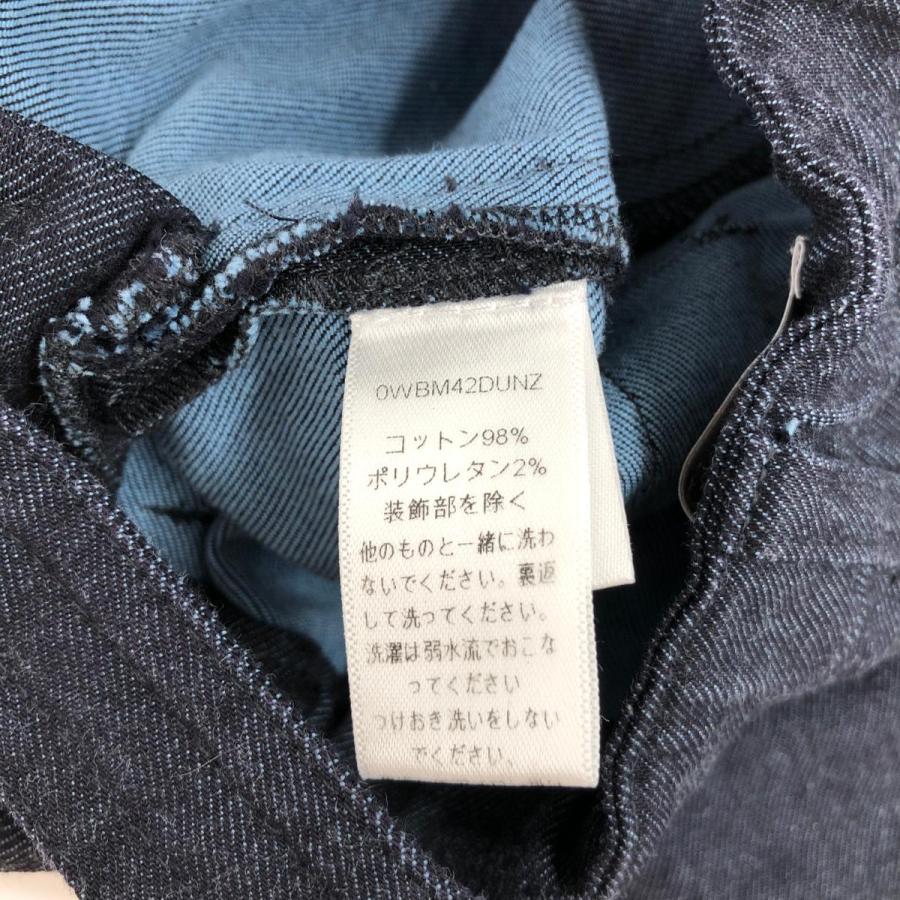 0WBM42DUNZ
コットン98%
ポリウレタン2%
装飾部を除く
他のものと一緒に洗わ
ないでください。裏返
して洗ってください。
洗濯は弱水流でおこな
ってください
つけおき洗いをしない
でください。